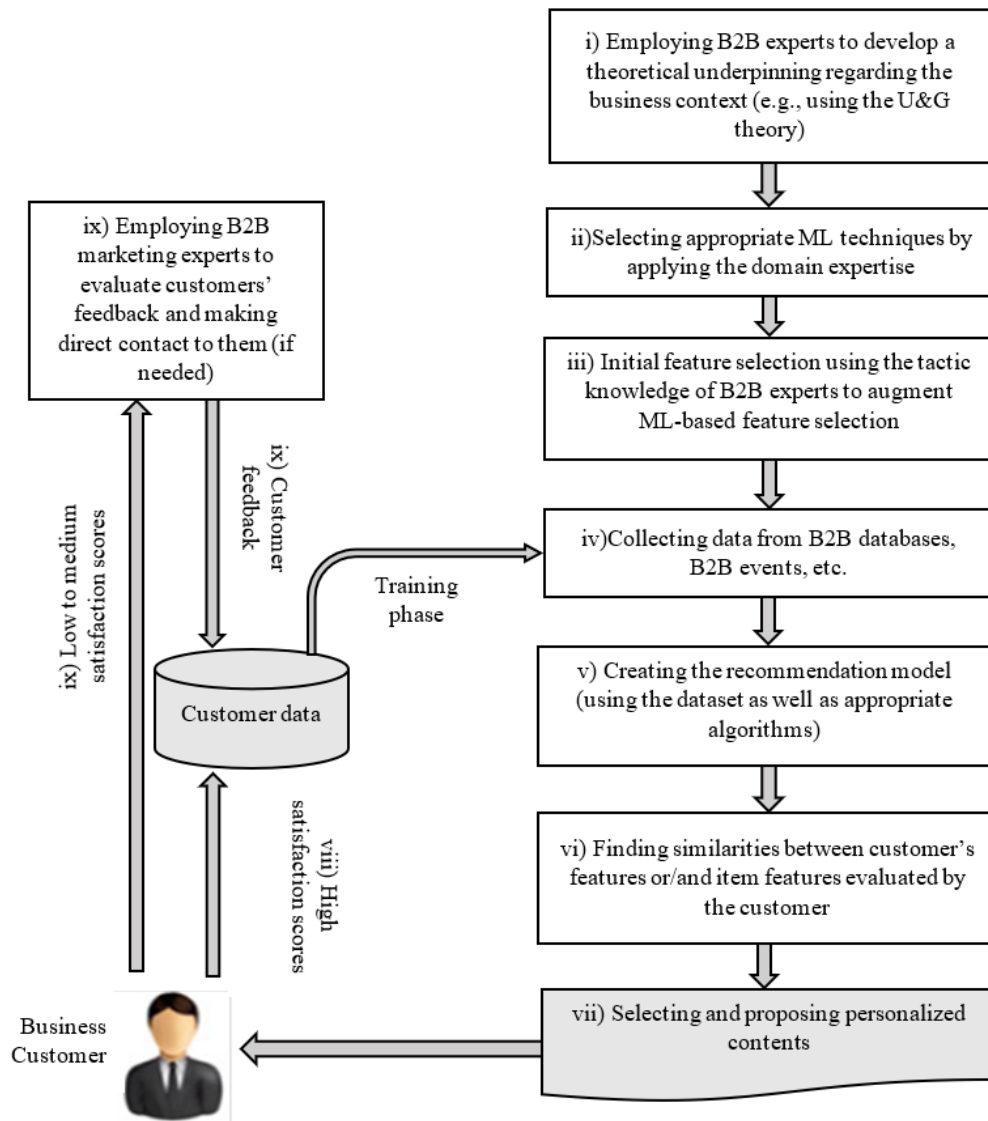 i) Employing B2B experts to develop a
theoretical underpinning regarding the
business context (e.g., using the U&G
theory)
ii)Selecting appropriate ML techniques by
applying the domain expertise
iii) Initial feature selection using the tactic
knowledge of B2B experts to augment
ML-based feature selection
iv)Collecting data from B2B databases,
B2B events, etc.
v) Creating the recommendation model
(using the dataset as well as appropriate
algorithms)
vi) Finding similarities between customer's
features or/and item features evaluated by
the customer
vii) Selecting and proposing personalized
contents
ix) Employing B2B
marketing experts to
evaluate customers'
feedback and making
direct contact to them (if
needed)
ix) Low to medium
satisfaction scores
ix) Customer
feedback
Training
phase
Customer data
viii) High
satisfaction scores
Business
Customer